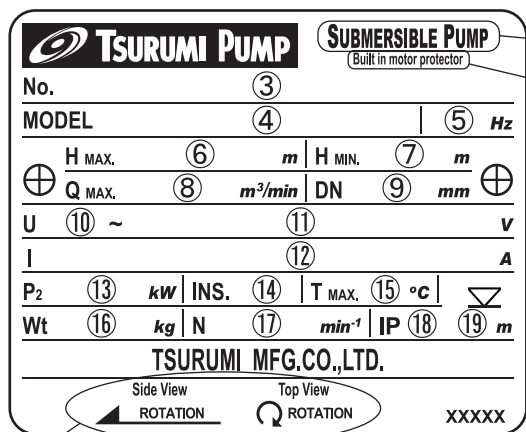 TSURUMI PUMP SUBMERSIBLE PUMP
Built in motor protector
No. ③
MODEL ④ ⑤ Hz
H MAX. ⑥ m H MIN. ⑦ m
Q MAX. ⑧ m³/min DN ⑨ mm
U ⑩ ~ ⑪ V
I ⑫ A
P₂ ⑬ kW INS. ⑭ T MAX. ⑮ °C
Wt ⑯ kg N ⑰ min⁻¹ IP ⑱ ⑲ m
TSURUMI MFG.CO.,LTD.
Side View Top View
ROTATION ROTATION XXXXX